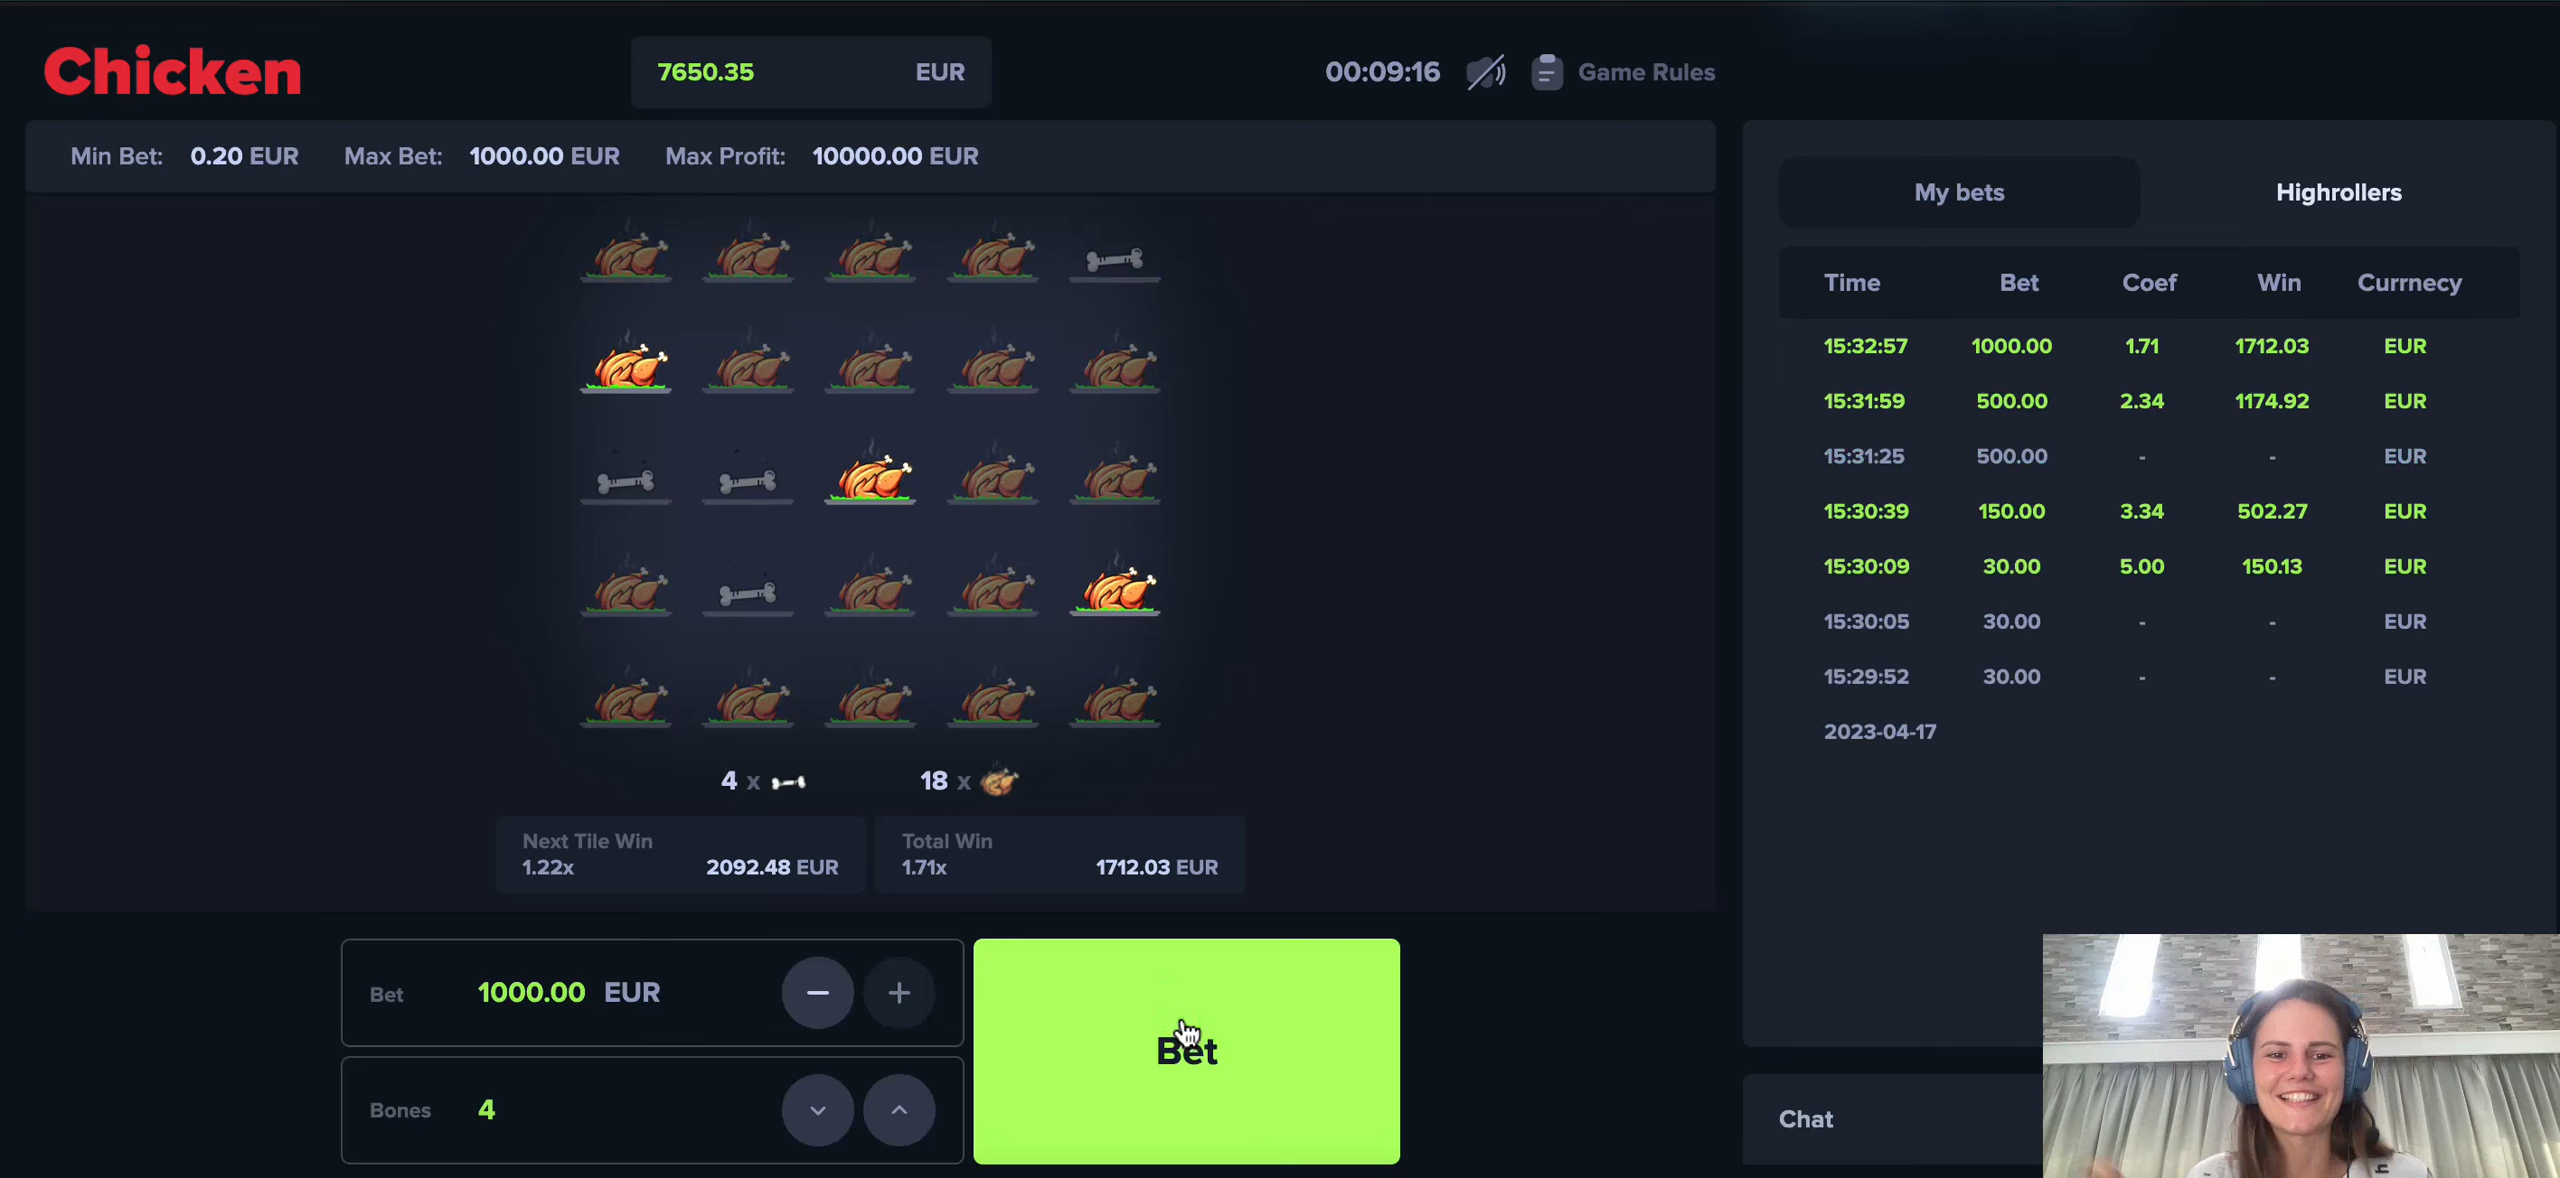 Chicken
7650.35 EUR
00:09:16
Game Rules
Min Bet: 0.20 EUR Max Bet: 1000.00 EUR Max Profit: 10000.00 EUR
My bets Highrollers
Time Bet Coef Win Currnecy
15:32:57 1000.00 1.71 1712.03 EUR
15:31:59 500.00 2.34 1174.92 EUR
15:31:25 500.00 - - EUR
15:30:39 150.00 3.34 502.27 EUR
15:30:09 30.00 5.00 150.13 EUR
15:30:05 30.00 - - EUR
15:29:52 30.00 - - EUR
2023-04-17
4 x 18 x
Next Tile Win
1.22x 2092.48 EUR
Total Win
1.71x 1712.03 EUR
Bet 1000.00 EUR − +
Bones 4
Bet
Chat